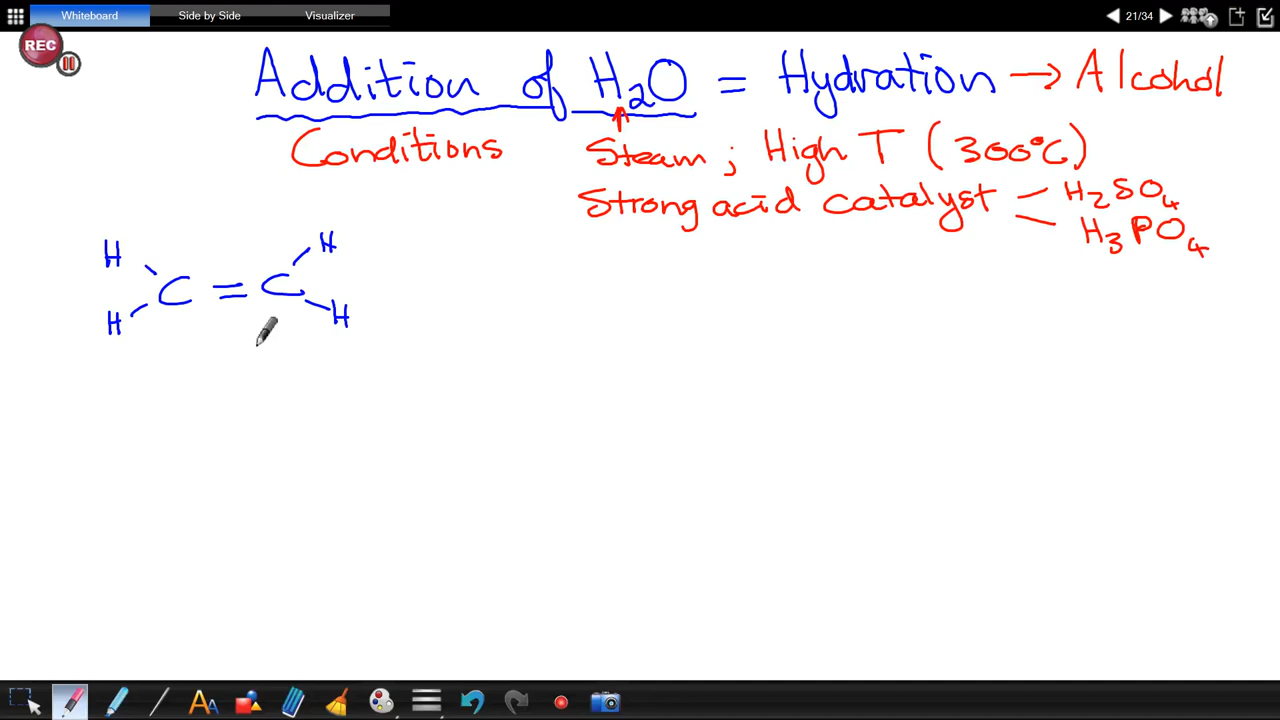 Whiteboard Side by Side Visualizer 21/34
REC
Addition of H₂O = Hydration → Alcohol
Conditions Steam ; High T (300°C)
Strong acid catalyst H₂SO₄
H₃PO₄
H H
C = C
H H